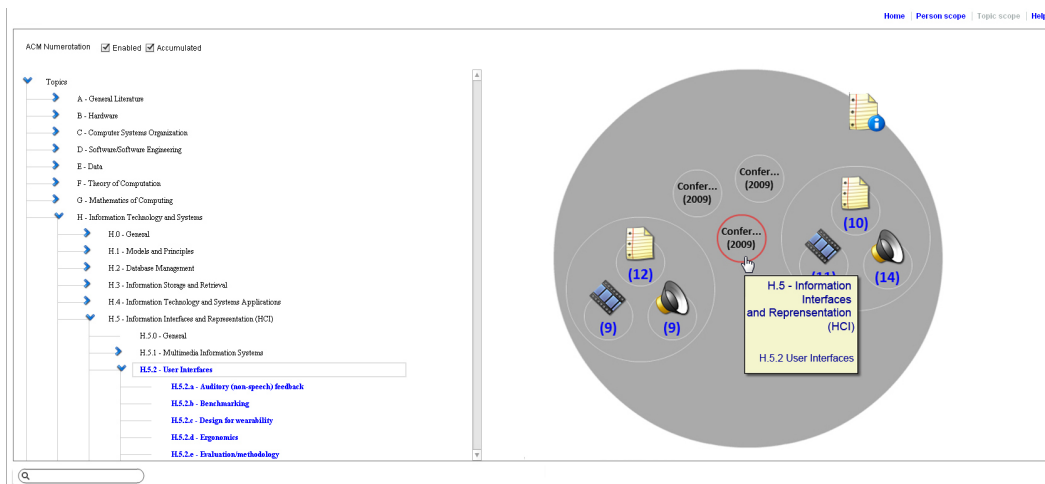 Home | Person scope | Topic scope | Help
ACM Numerotation Enabled Accumulated
Topics
A - General Literature
B - Hardware
C - Computer Systems Organization
D - Software/Software Engineering
E - Data
F - Theory of Computation
G - Mathematics of Computing
H - Information Technology and Systems
H.0 - General
H.1 - Models and Principles
H.2 - Database Management
H.3 - Information Storage and Retrieval
H.4 - Information Technology and Systems Applications
H.5 - Information Interfaces and Representation (HCI)
H.5.0 - General
H.5.1 - Multimedia Information Systems
H.5.2 - User Interfaces
H.5.2.a - Auditory (non-speech) feedback
H.5.2.b - Benchmarking
H.5.2.c - Design for wearability
H.5.2.d - Ergonomics
H.5.2.e - Evaluation/methodology
Confer...
(2009)
Confer...
(2009)
Confer...
(2009)
(12)
(9)
(9)
(10)
(11)
(14)
H.5 - Information
Interfaces
and Reprensentation
(HCI)
H.5.2 User Interfaces